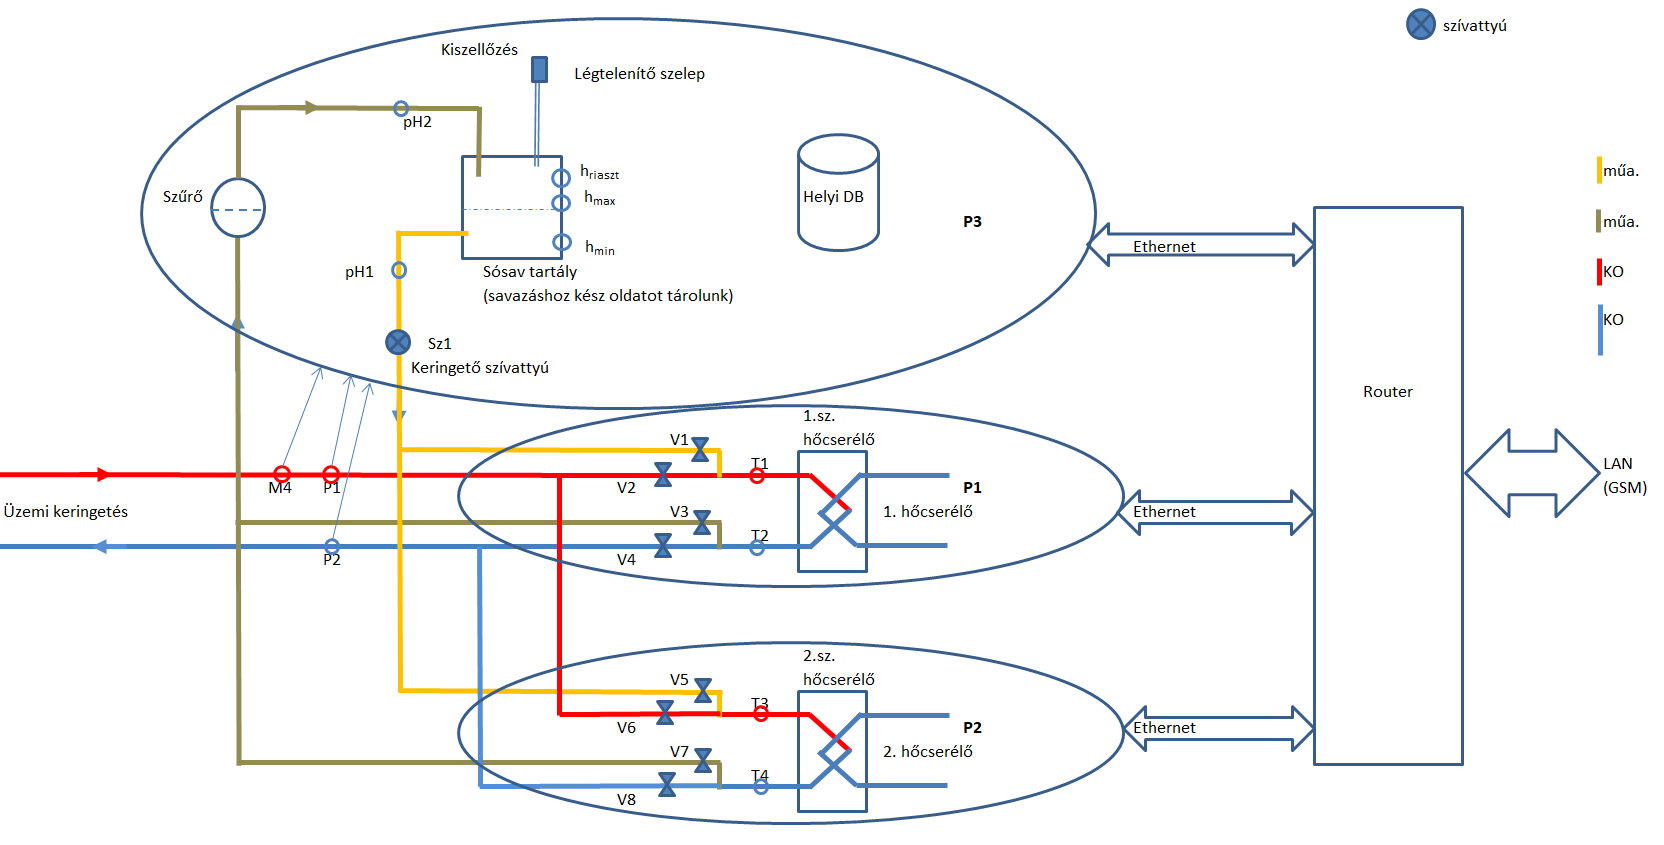 szívattyú
Kiszellőzés
Légtelenítő szelep
pH2
hriaszt
hmax
hmin
Szűrő
Helyi DB
P3
műa.
műa.
KO
KO
pH1
Sósav tartály
(savazáshoz kész oldatot tárolunk)
Ethernet
Sz1
Keringető szívattyú
Router
1.sz.
hőcserélő
V1
T1
M4
P1
V2
P1
LAN
(GSM)
Üzemi keringetés
V3
1. hőcserélő
Ethernet
T2
P2
V4
2.sz.
hőcserélő
V5
T3
V6
P2
Ethernet
V7
2. hőcserélő
T4
V8